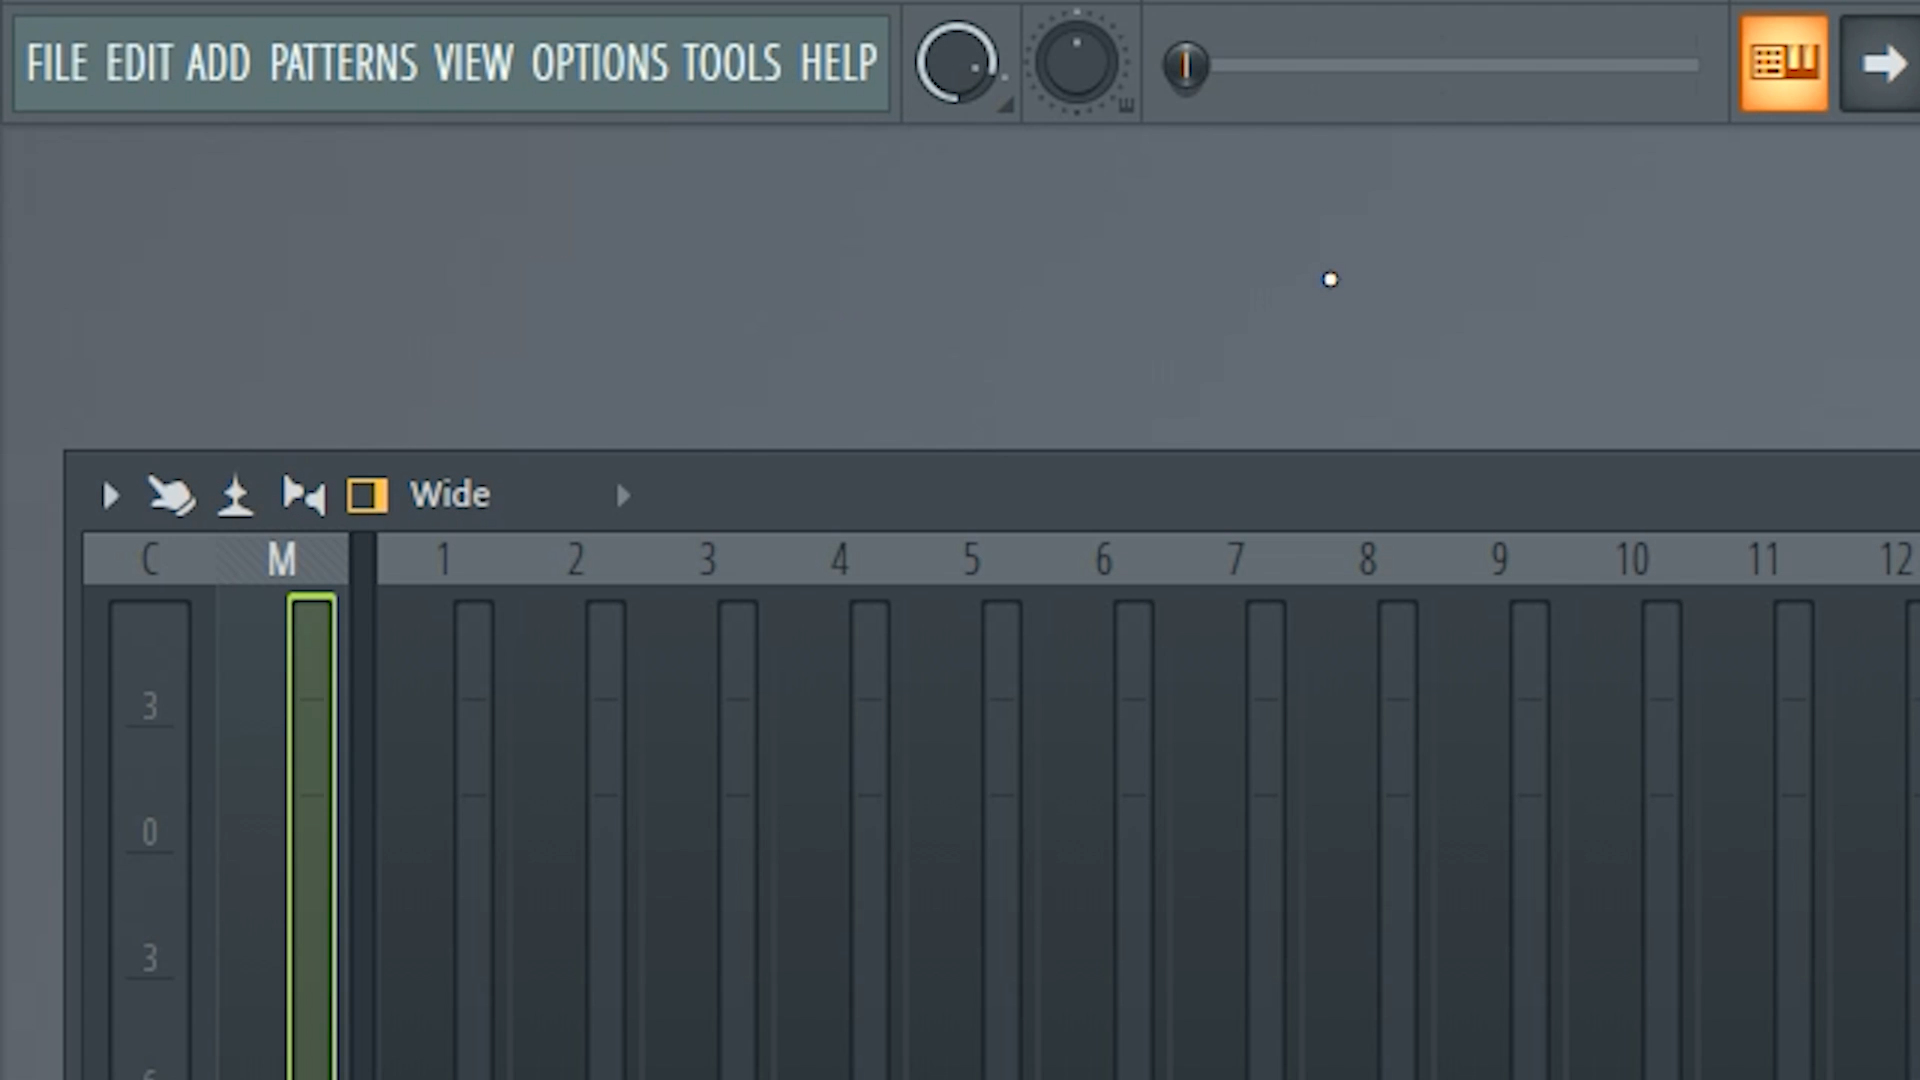 FILE EDIT ADD PATTERNS VIEW OPTIONS TOOLS HELP
Wide
C M 1 2 3 4 5 6 7 8 9 10 11 12
3
0
3